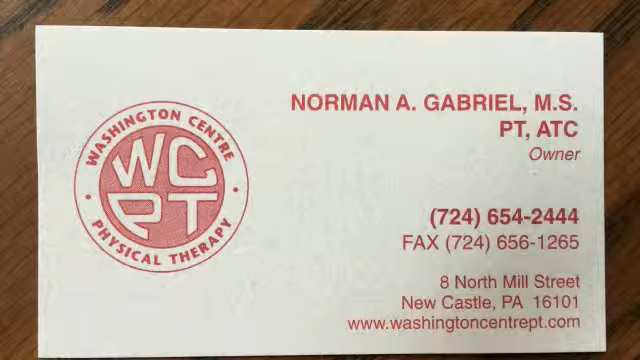 WASHINGTON CENTRE
WC
PT
PHYSICAL THERAPY
NORMAN A. GABRIEL, M.S.
PT, ATC
Owner
(724) 654-2444
FAX (724) 656-1265
8 North Mill Street
New Castle, PA 16101
www.washingtoncentrept.com